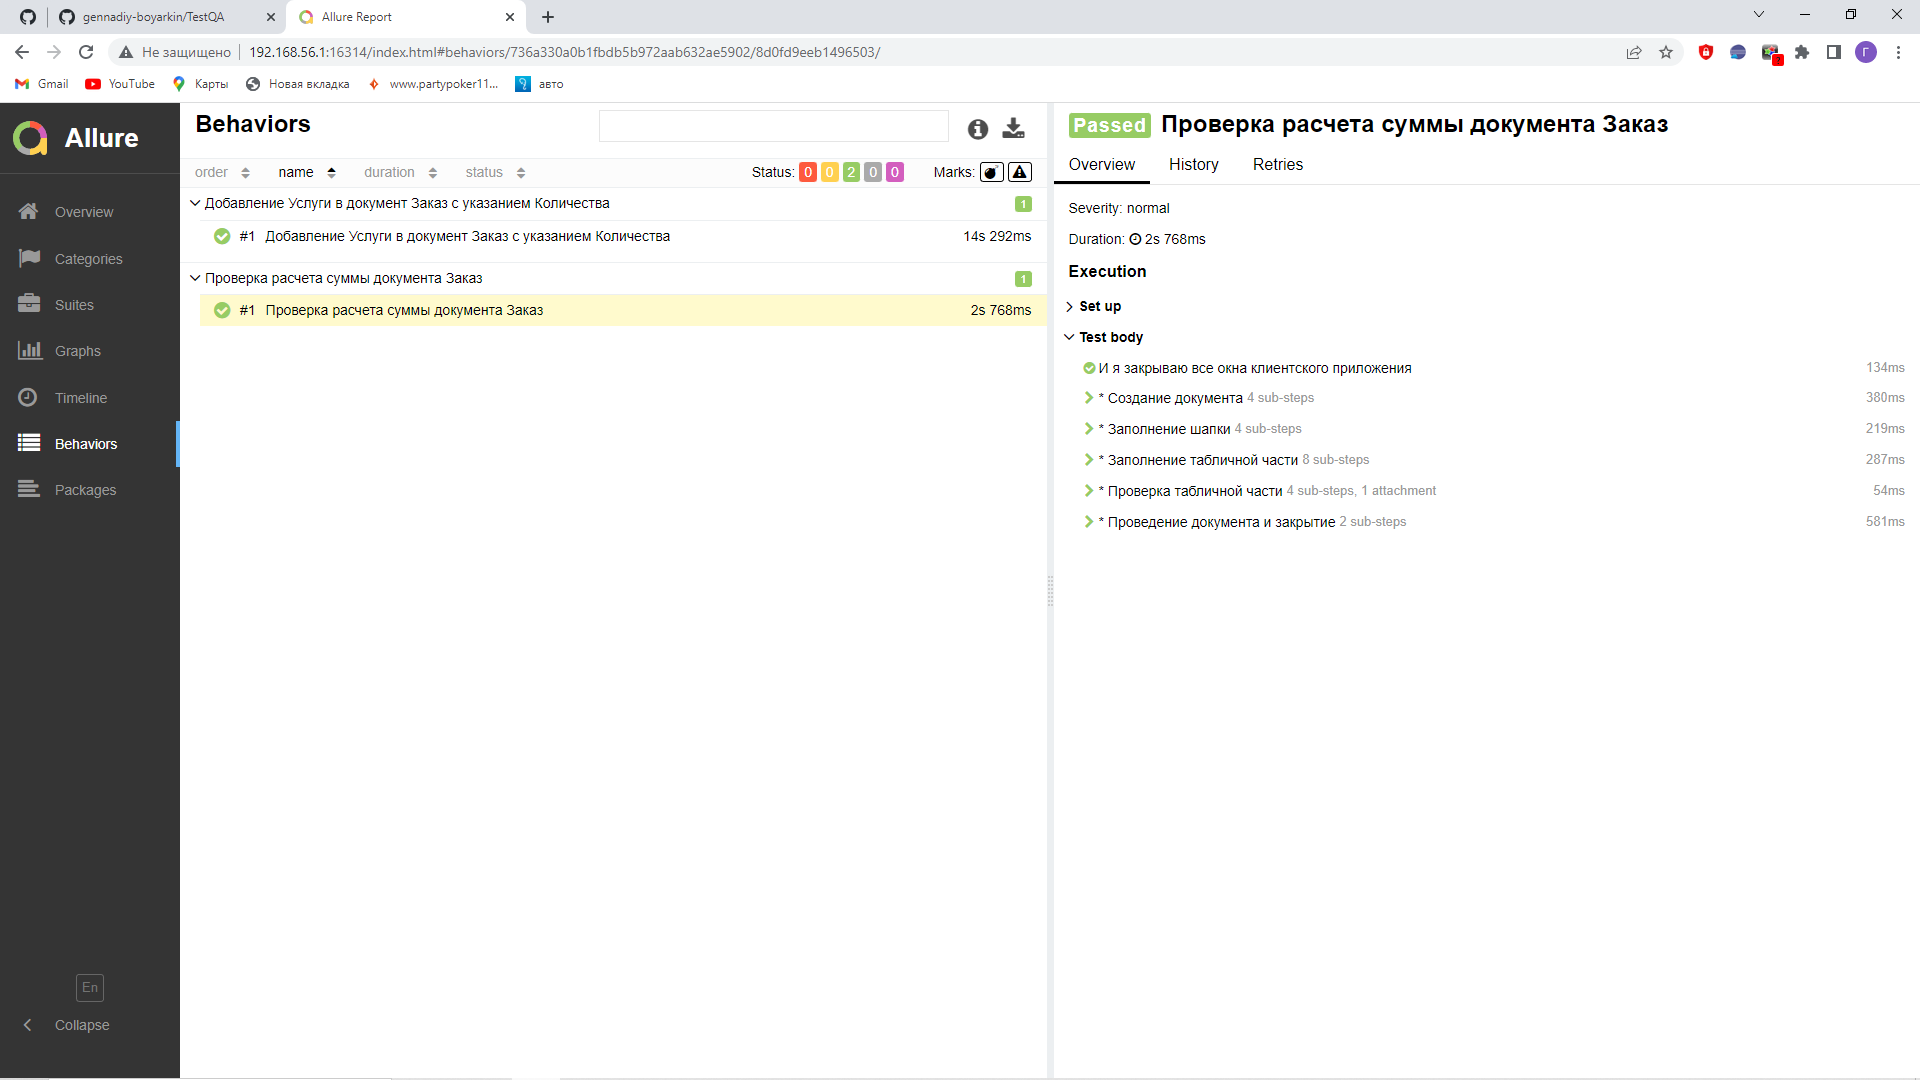 gennadiy-boyarkin/TestQA
Allure Report
Не защищено
192.168.56.1:16314/index.html#behaviors/736a330a0b1fbdb5b972aab632ae5902/8d0fd9eeb1496503/
Г
Gmail
YouTube
Карты
Новая вкладка
www.partypoker11...
авто
Allure
Overview
Categories
Suites
Graphs
Timeline
Behaviors
Packages
En
Collapse
Behaviors
order
name
duration
status
Status: 0 0 2 0 0
Marks:
Добавление Услуги в документ Заказ с указанием Количества 1
#1 Добавление Услуги в документ Заказ с указанием Количества 14s 292ms
Проверка расчета суммы документа Заказ 1
#1 Проверка расчета суммы документа Заказ 2s 768ms
Passed Проверка расчета суммы документа Заказ
Overview History Retries
Severity: normal
Duration: 2s 768ms
Execution
Set up
Test body
И я закрываю все окна клиентского приложения 134ms
* Создание документа 4 sub-steps 380ms
* Заполнение шапки 4 sub-steps 219ms
* Заполнение табличной части 8 sub-steps 287ms
* Проверка табличной части 4 sub-steps, 1 attachment 54ms
* Проведение документа и закрытие 2 sub-steps 581ms